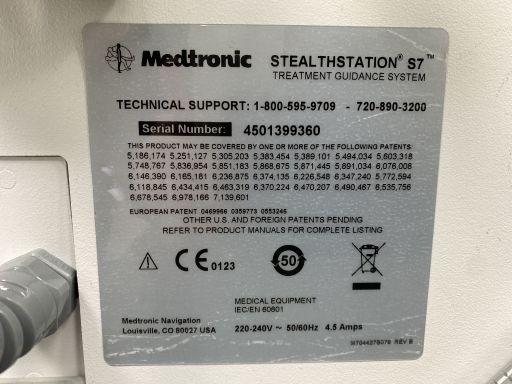 Medtronic STEALTHSTATION® S7™
TREATMENT GUIDANCE SYSTEM
TECHNICAL SUPPORT: 1-800-595-9709 - 720-890-3200
Serial Number: 4501399360
THIS PRODUCT MAY BE COVERED BY ONE OR MORE OF THE FOLLOWING PATENTS
5,186,174 5,251,127 5,305,203 5,383,454 5,389,101 5,494,034 5,603,318
5,748,767 5,836,954 5,851,183 5,868,675 5,871,445 5,891,034 6,076,008
6,146,390 6,165,181 6,236,875 6,374,135 6,226,548 6,347,240 5,772,594
6,118,845 6,434,415 6,463,319 6,370,224 6,470,207 6,490,467 6,535,756
6,678,545 6,978,166 7,139,601
EUROPEAN PATENT 0469966 0359773 0553246
OTHER U.S. AND FOREIGN PATENTS PENDING
REFER TO PRODUCT MANUALS FOR COMPLETE LISTING
CE 0123 50
MEDICAL EQUIPMENT
IEC/EN 60601
Medtronic Navigation
Louisville, CO 80027 USA
220-240V ~ 50/60Hz 4.5 Amps
REV B